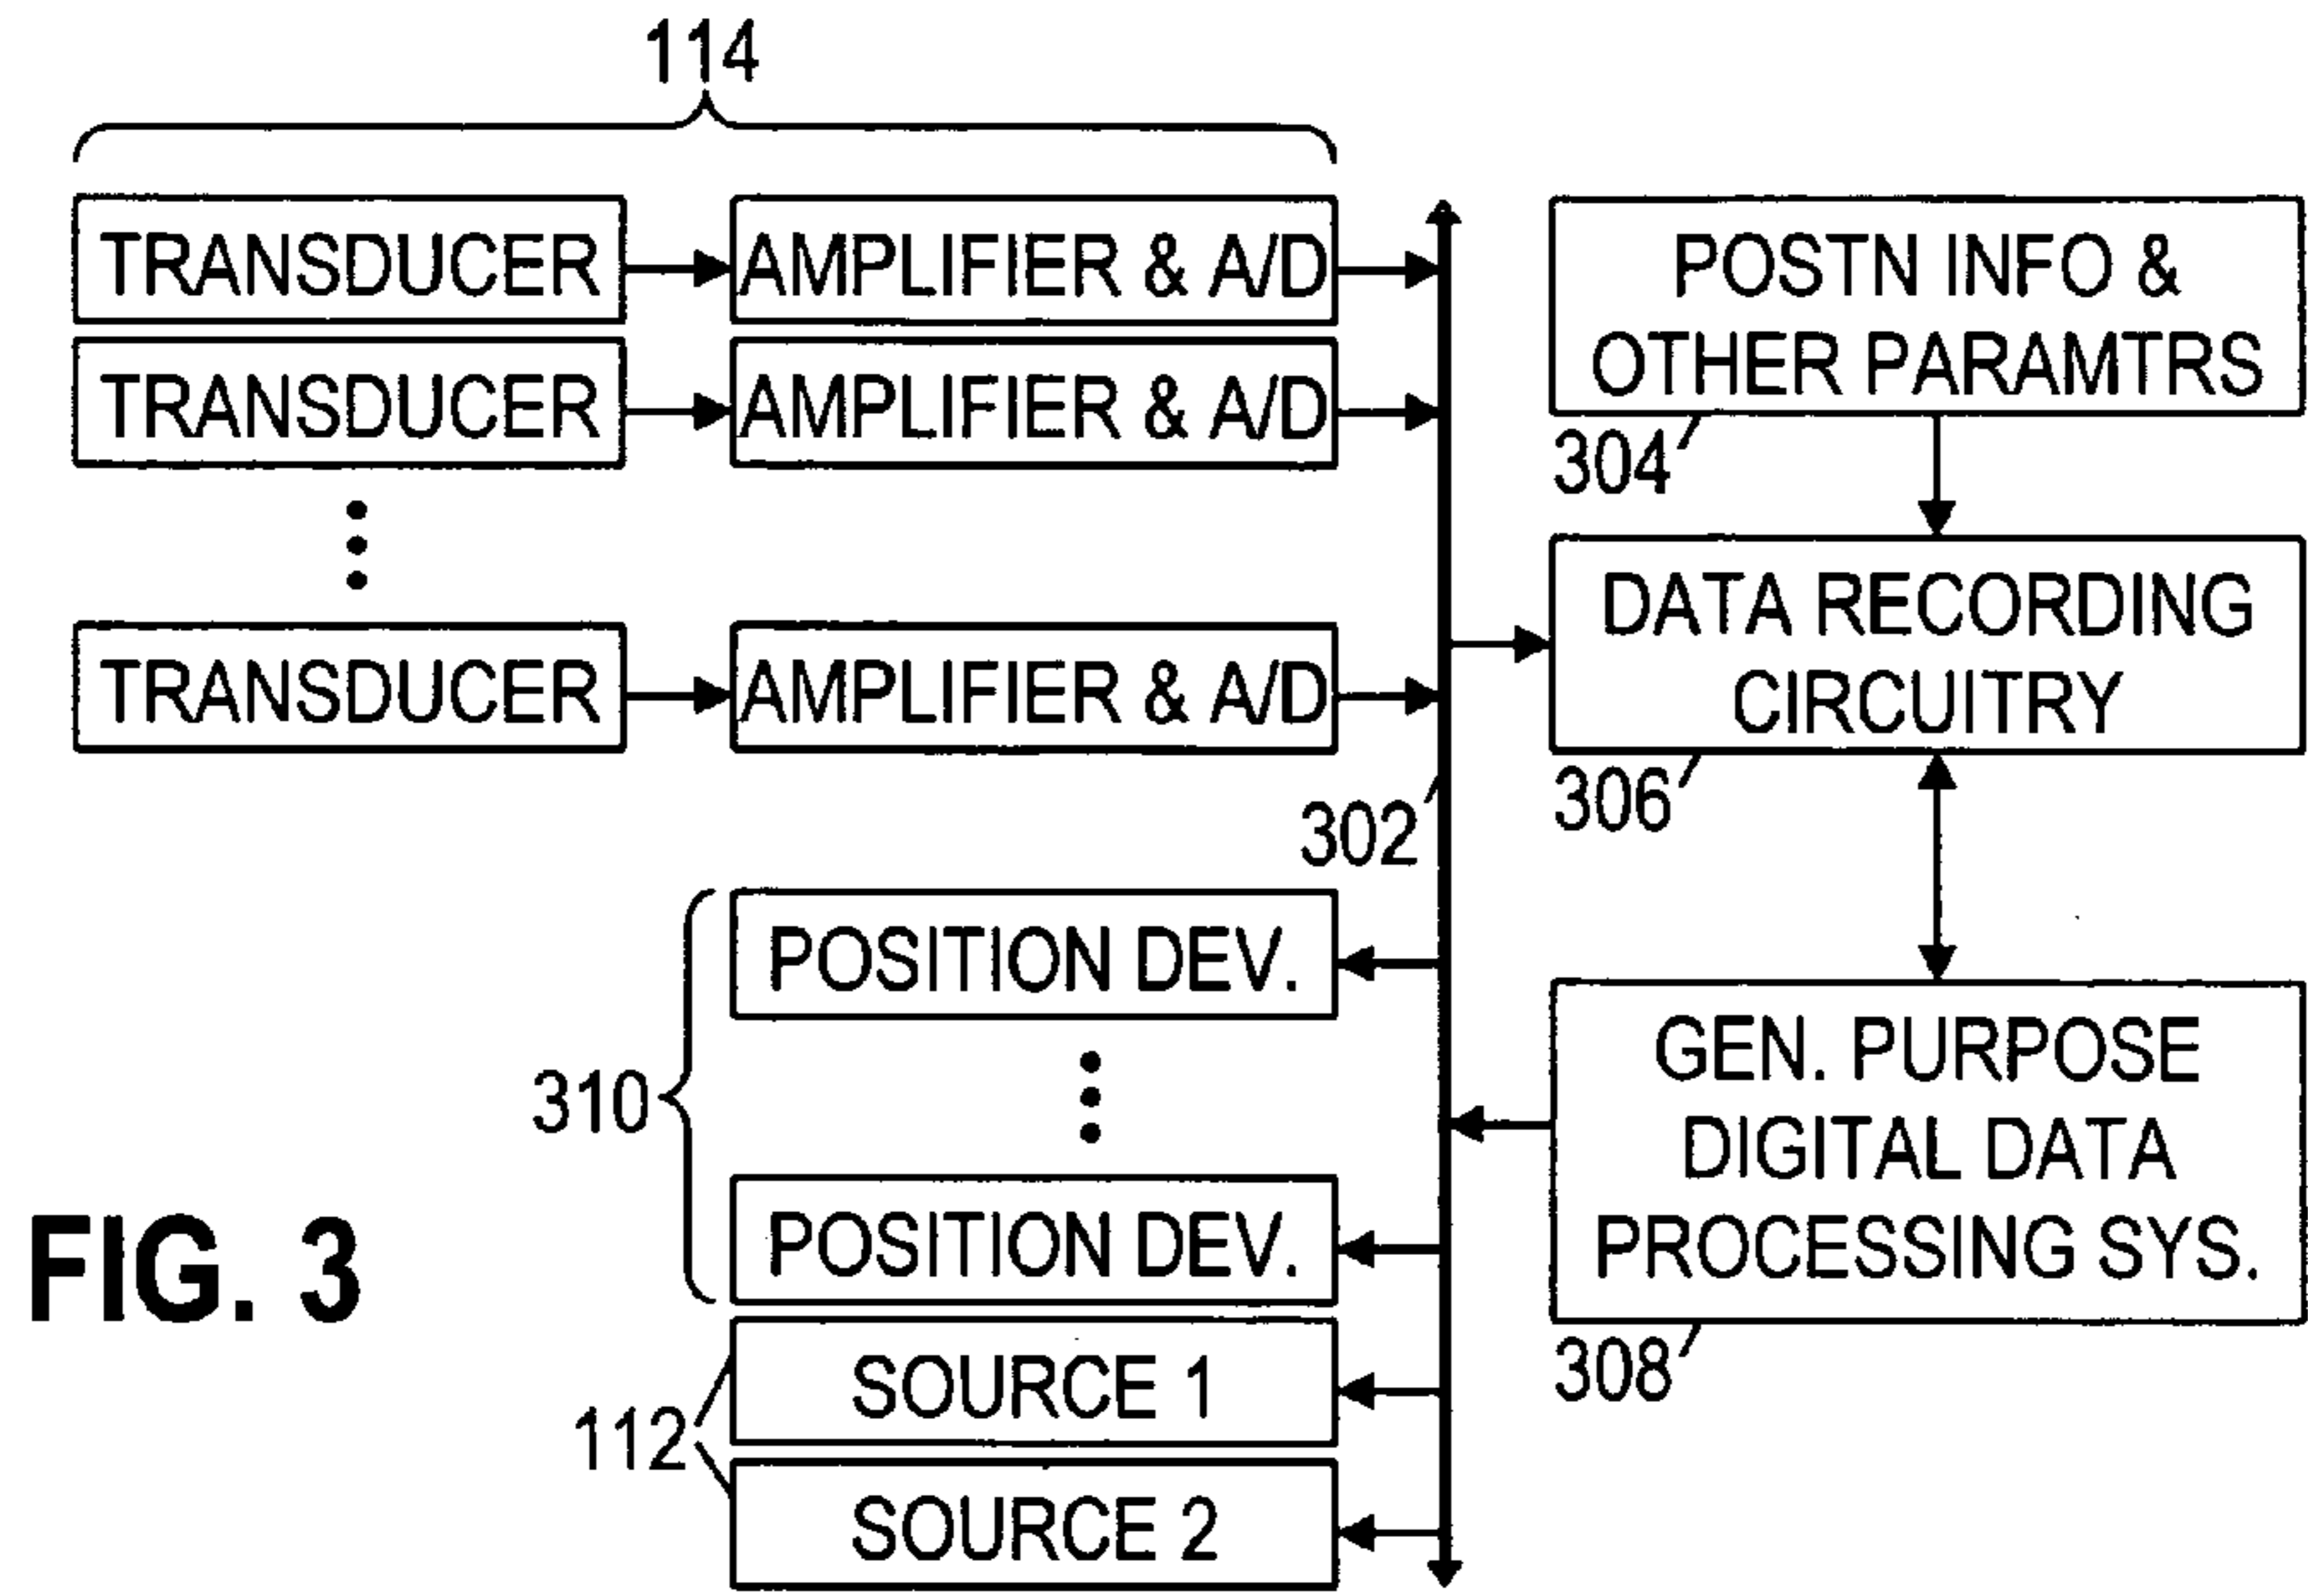 114
TRANSDUCER
AMPLIFIER & A/D
TRANSDUCER
AMPLIFIER & A/D
TRANSDUCER
AMPLIFIER & A/D
POSTN INFO &
OTHER PARAMTRS
304
DATA RECORDING
CIRCUITRY
306
302
310
POSITION DEV.
POSITION DEV.
GEN. PURPOSE
DIGITAL DATA
PROCESSING SYS.
308
112
SOURCE 1
SOURCE 2
FIG. 3